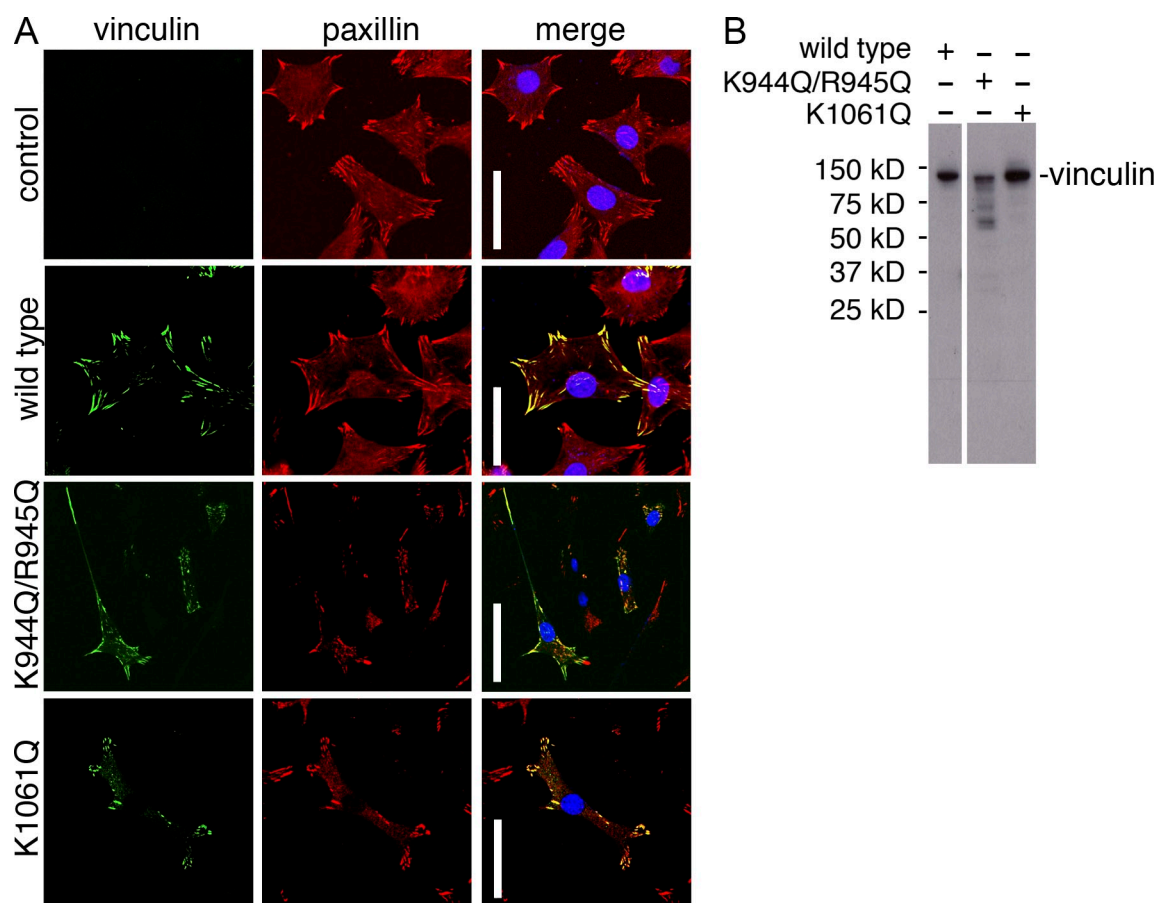 A
vinculin paxillin merge
control
wild type
K944Q/R945Q
K1061Q
B
wild type + – –
K944Q/R945Q – + –
K1061Q – – +
150 kD - -vinculin
75 kD -
50 kD -
37 kD -
25 kD -